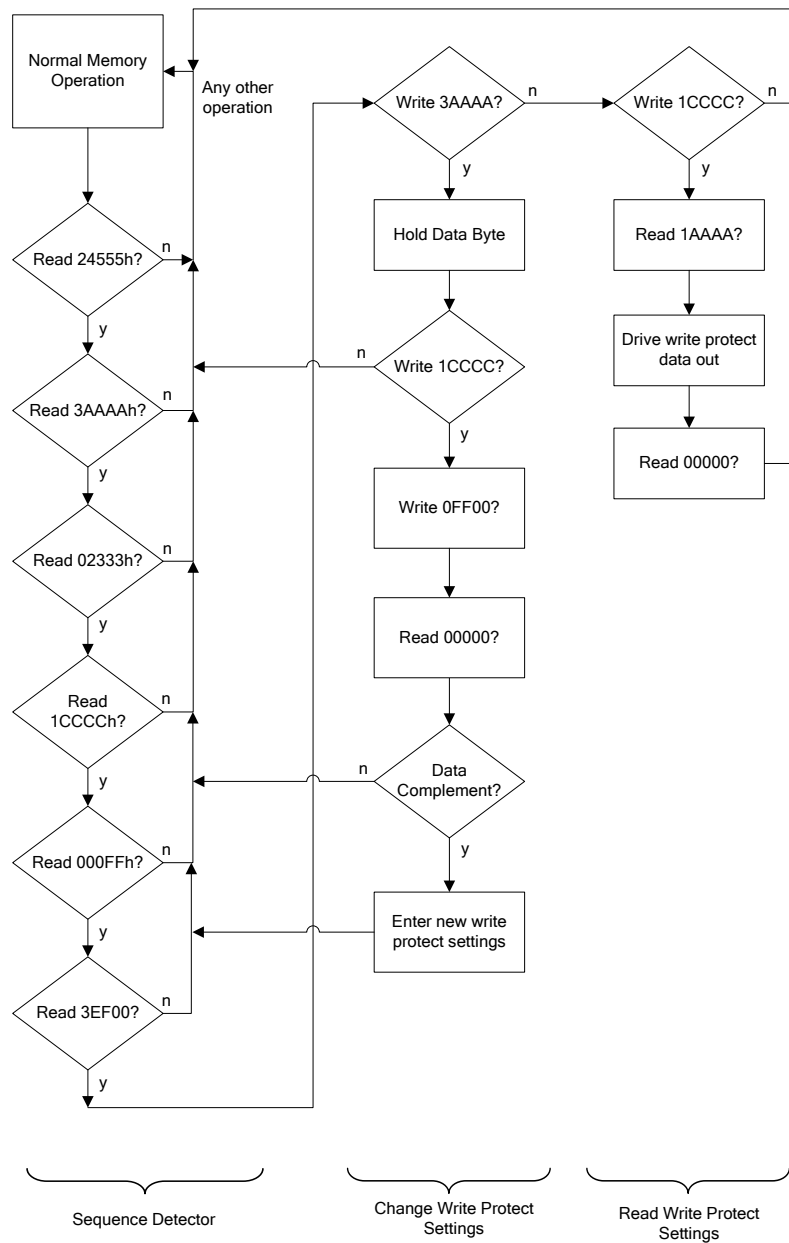 Normal Memory
Operation
Any other
operation
Read 24555h?
n
y
Read 3AAAAh?
n
y
Read 02333h?
n
y
Read
1CCCCh?
n
y
Read 000FFh?
n
y
Read 3EF00?
n
y
Sequence Detector
Write 3AAAA?
n
y
Hold Data Byte
Write 1CCCC?
n
y
Write 0FF00?
Read 00000?
Data
Complement?
n
y
Enter new write
protect settings
Change Write Protect
Settings
Write 1CCCC?
n
y
Read 1AAAA?
Drive write protect
data out
Read 00000?
Read Write Protect
Settings